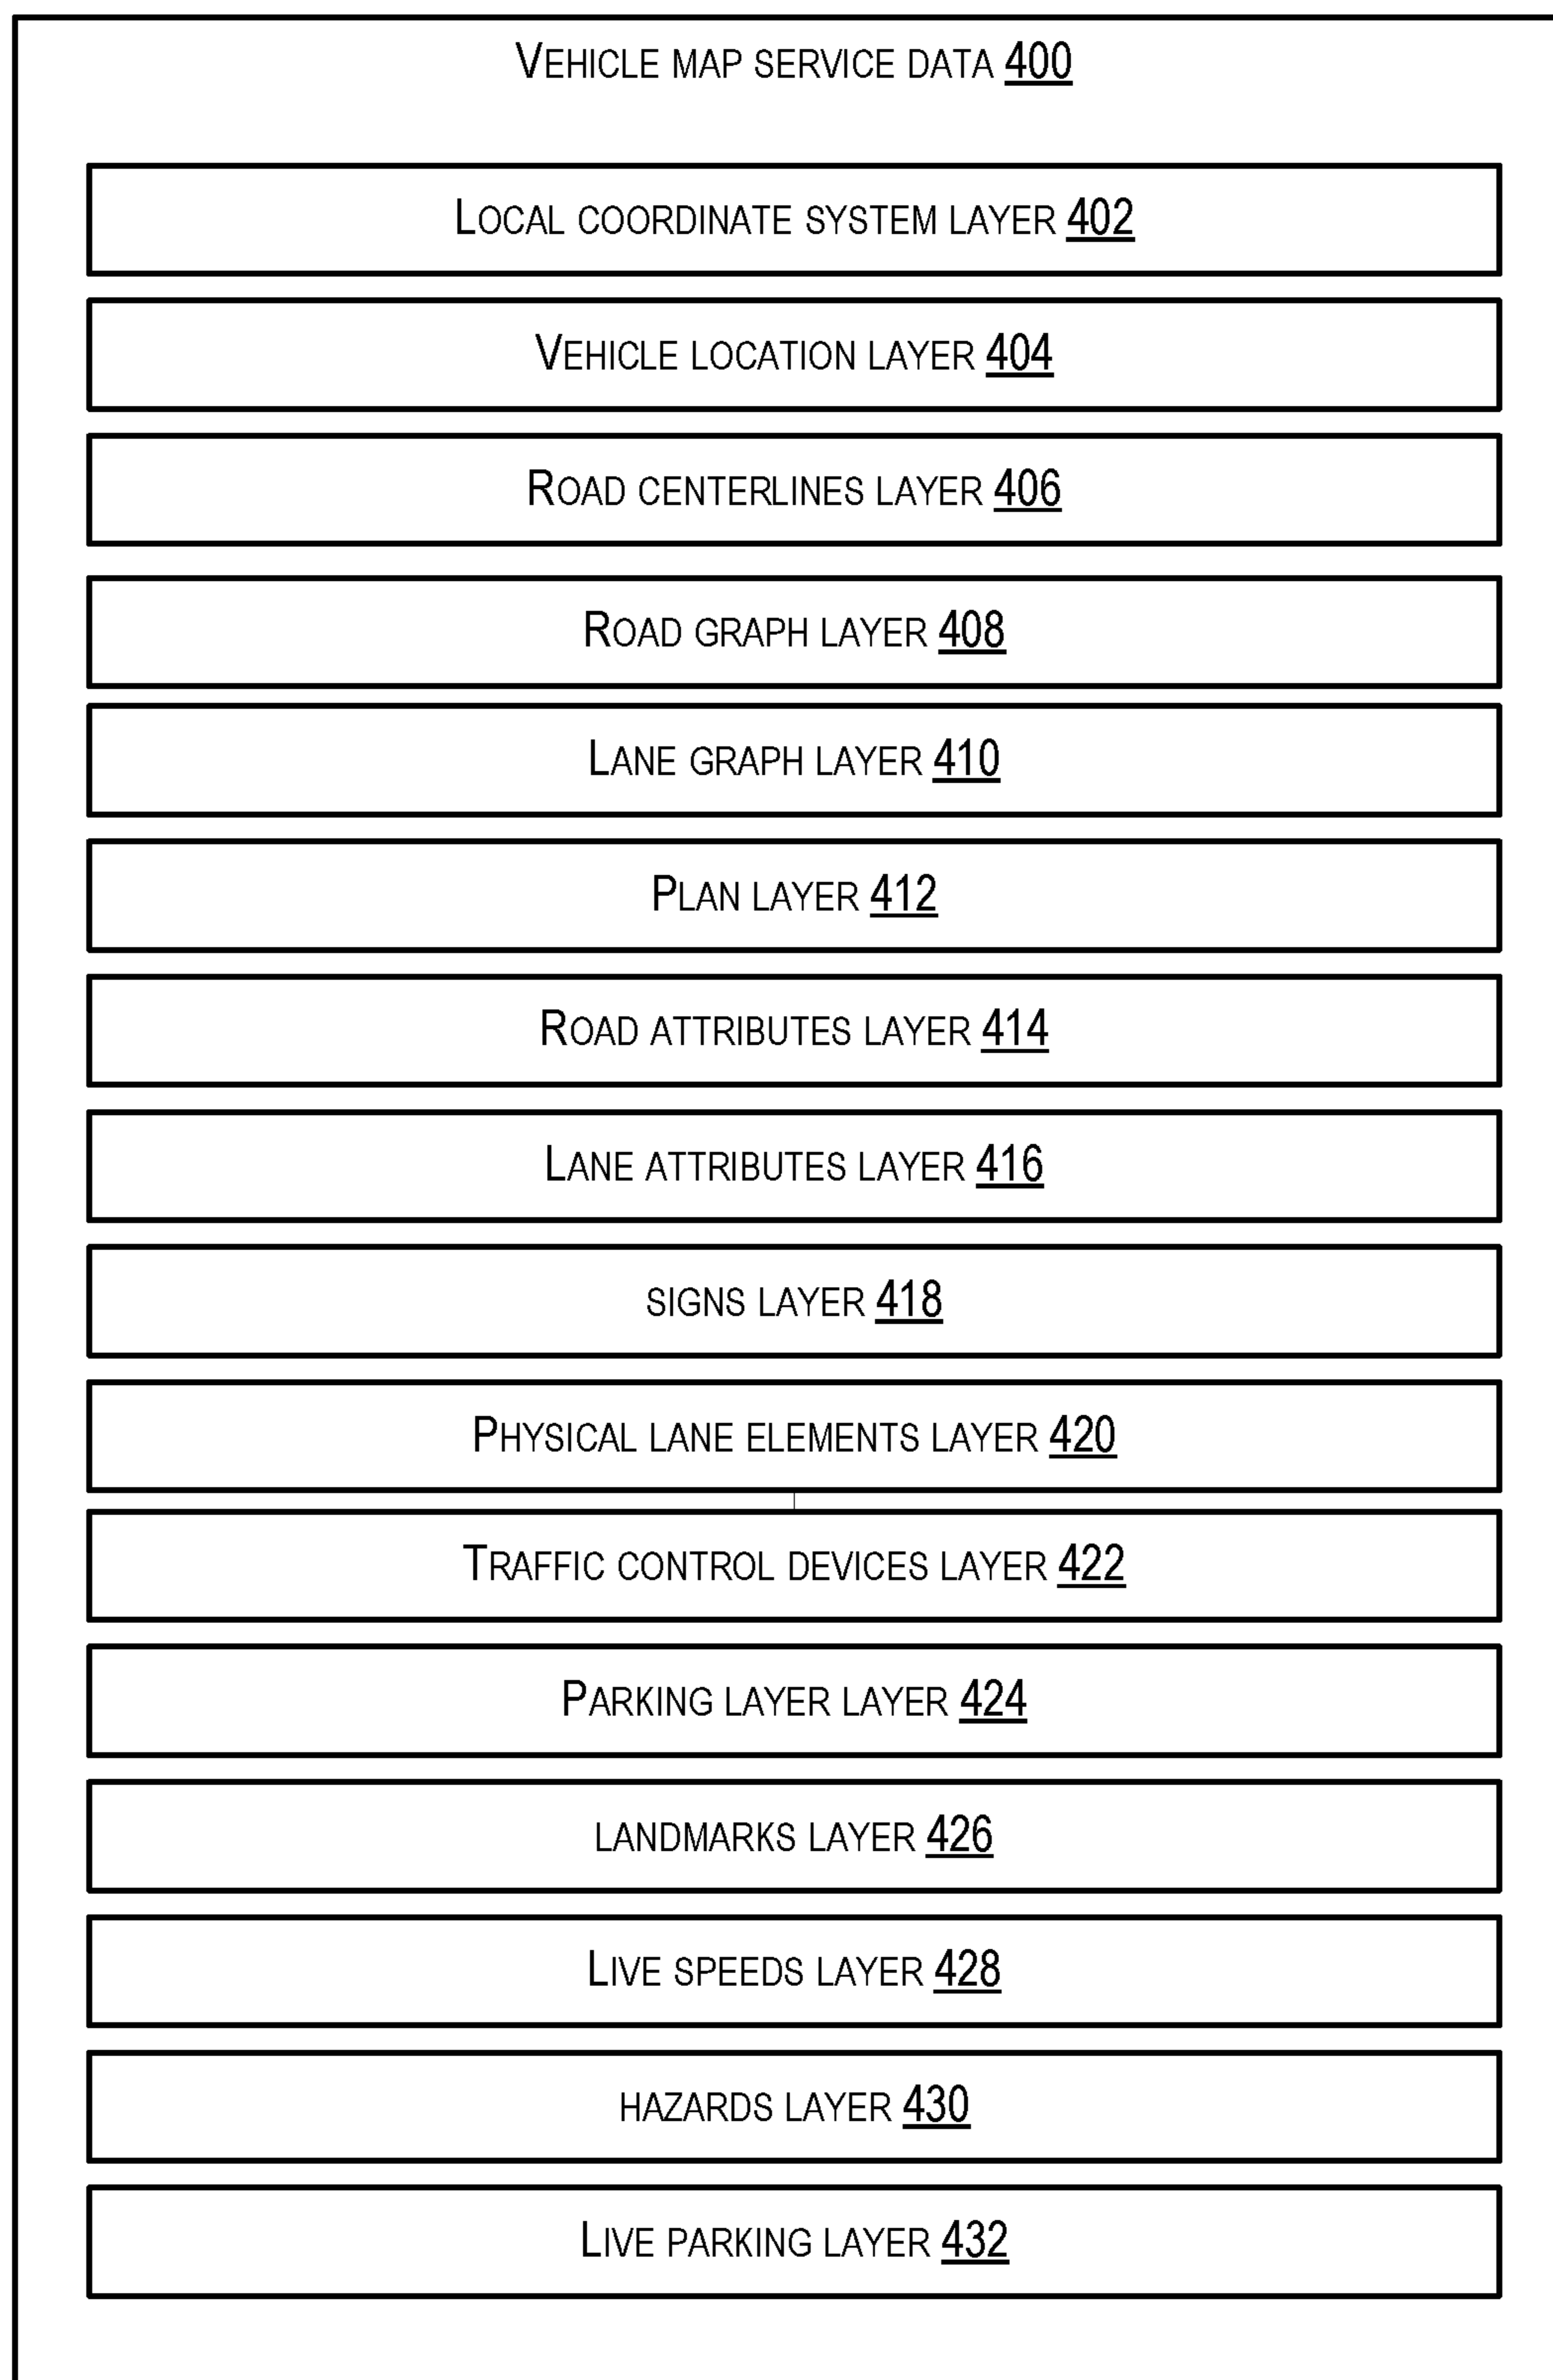 Vehicle map service data 400
Local coordinate system layer 402
Vehicle location layer 404
Road centerlines layer 406
Road graph layer 408
Lane graph layer 410
Plan layer 412
Road attributes layer 414
Lane attributes layer 416
signs layer 418
Physical lane elements layer 420
Traffic control devices layer 422
Parking layer layer 424
landmarks layer 426
Live speeds layer 428
hazards layer 430
Live parking layer 432